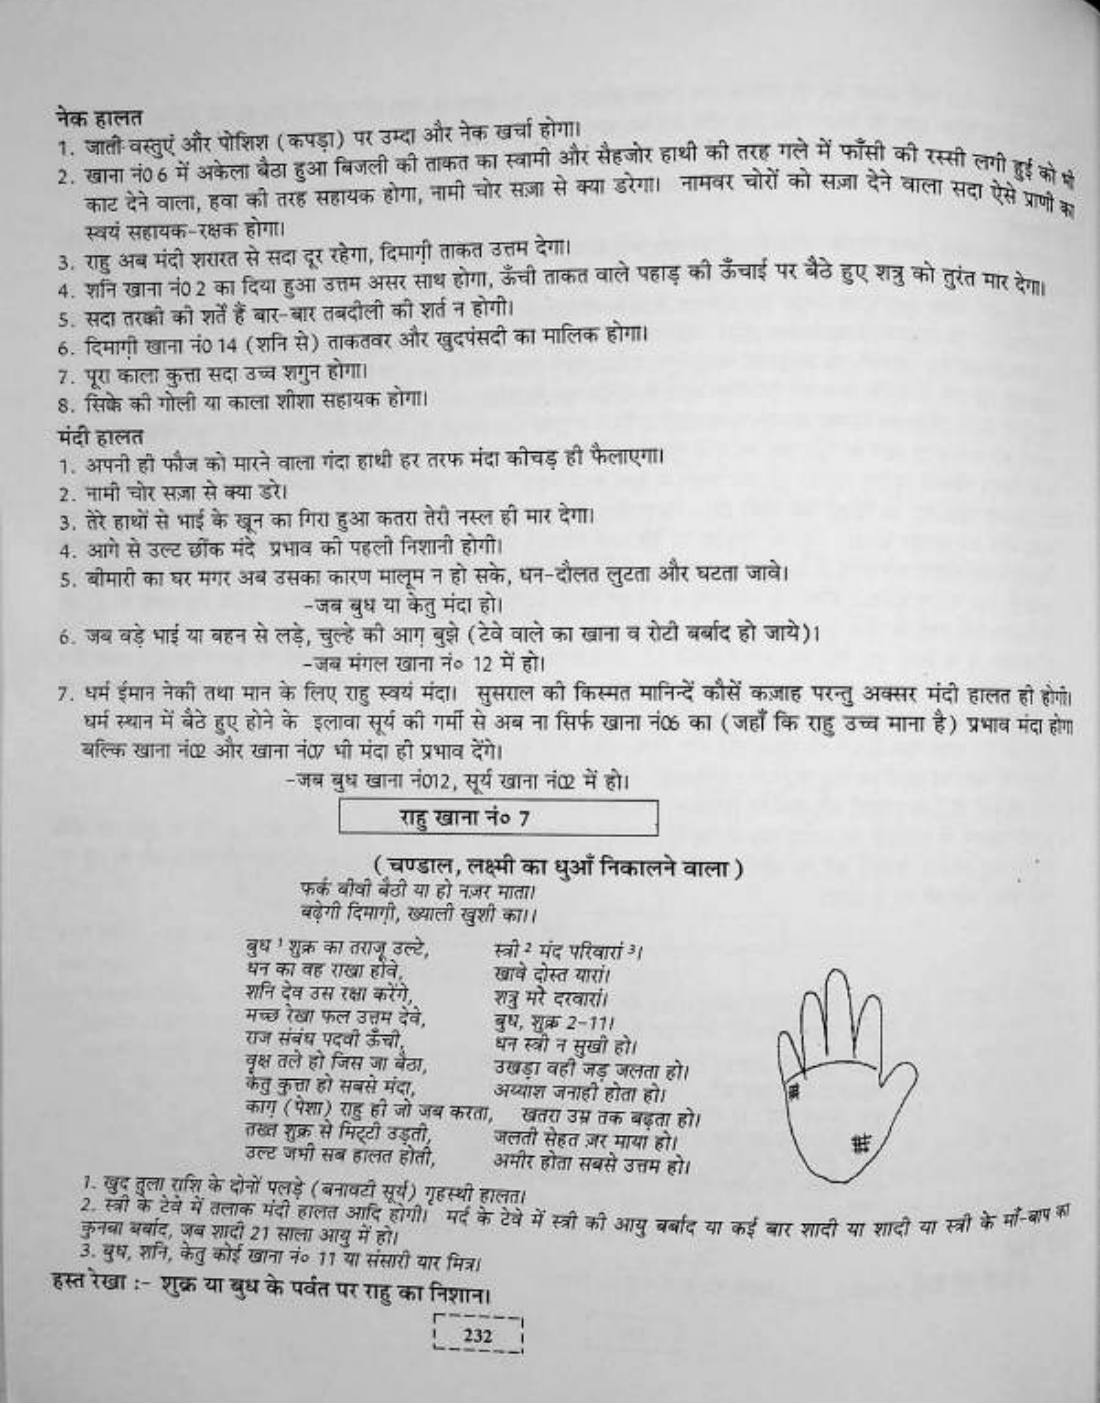 नेक हालत
1. जाती वस्तुएं और पोशिश (कपड़ा) पर उम्दा और नेक खर्चा होगा।
2. खाना नं0 6 में अकेला बैठा हुआ बिजली की ताकत का स्वामी और सैहजोर हाथी की तरह गले में फाँसी की रस्सी लगी हुई को भी
काट देने वाला, हवा की तरह सहायक होगा, नामी चोर सज़ा से क्या डरेगा। नामवर चोरों को सज़ा देने वाला सदा ऐसे प्राणी का
स्वयं सहायक-रक्षक होगा।
3. राहु अब मंदी शरारत से सदा दूर रहेगा, दिमाग़ी ताकत उत्तम देगा।
4. शनि खाना नं0 2 का दिया हुआ उत्तम असर साथ होगा, ऊँची ताकत वाले पहाड़ की ऊँचाई पर बैठे हुए शत्रु को तुरंत मार देगा।
5. सदा तरक्की की शर्तें हैं बार-बार तबदीली की शर्त न होगी।
6. दिमाग़ी खाना नं0 14 (शनि से) ताकतवर और खुदपंसदी का मालिक होगा।
7. पूरा काला कुत्ता सदा उच्च शगुन होगा।
8. सिक्के की गोली या काला शीशा सहायक होगा।
मंदी हालत
1. अपनी ही फौज को मारने वाला गंदा हाथी हर तरफ मंदा कीचड़ ही फैलाएगा।
2. नामी चोर सज़ा से क्या डरे।
3. तेरे हाथों से भाई के खून का गिरा हुआ कतरा तेरी नस्ल ही मार देगा।
4. आगे से उल्ट छींक मंदे प्रभाव की पहली निशानी होगी।
5. बीमारी का घर मगर अब उसका कारण मालूम न हो सके, धन-दौलत लुटता और घटता जावे।
-जब बुध या केतु मंदा हो।
6. जब बड़े भाई या बहन से लड़े, चुल्हे की आग़ बुझे (टेवे वाले का खाना व रोटी बर्बाद हो जाये)।
-जब मंगल खाना नं० 12 में हो।
7. धर्म ईमान नेकी तथा मान के लिए राहु स्वयं मंदा। सुसराल की किस्मत मानिन्दें कौसें कज़ाह परन्तु अक्सर मंदी हालत ही होगी।
धर्म स्थान में बैठे हुए होने के इलावा सूर्य की गर्मी से अब ना सिर्फ खाना नं06 का (जहाँ कि राहु उच्च माना है) प्रभाव मंदा होगा
बल्कि खाना नं02 और खाना नं07 भी मंदा ही प्रभाव देंगे।
-जब बुध खाना नं012, सूर्य खाना नं02 में हो।
राहु खाना नं० 7
(चण्डाल, लक्ष्मी का धुआँ निकालने वाला)
फर्क बीवी बैठी या हो नज़र माता।
बढ़ेगी दिमाग़ी, ख्याली खुशी का।।
बुध ¹ शुक्र का तराजू उल्टे, स्त्री ² मंद परिवारां ³।
धन का वह राखा होवे, खावे दोस्त यारां।
शनि देव उस रक्षा करेंगे, शत्रु मरे दरवारां।
मच्छ रेखा फल उत्तम देवे, बुध, शुक्र 2-11।
राज संबंध पदवी ऊँची, धन स्त्री न सुखी हो।
वृक्ष तले हो जिस जा बैठा, उखड़ा वही जड़ जलता हो।
केतु कुत्ता हो सबसे मंदा, अय्याश जनाही होता हो।
काग़ (पेशा) राहु ही जो जब करता, खतरा उम्र तक बढ़ता हो।
तख्त शुक्र से मिट्टी उड़ती, जलती सेहत ज़र माया हो।
उल्ट जभी सब हालत होती, अमीर होता सबसे उत्तम हो।
1. खुद तुला राशि के दोनों पलड़े (बनावटी सूर्य) गृहस्थी हालत।
2. स्त्री के टेवे में तलाक मंदी हालत आदि होगी। मर्द के टेवे में स्त्री की आयु बर्बाद या कई बार शादी या शादी या स्त्री के माँ-बाप का
कुनबा बर्बाद, जब शादी 21 साला आयु में हो।
3. बुध, शनि, केतु कोई खाना नं० 11 या संसारी यार मित्र।
हस्त रेखा :- शुक्र या बुध के पर्वत पर राहु का निशान।
232